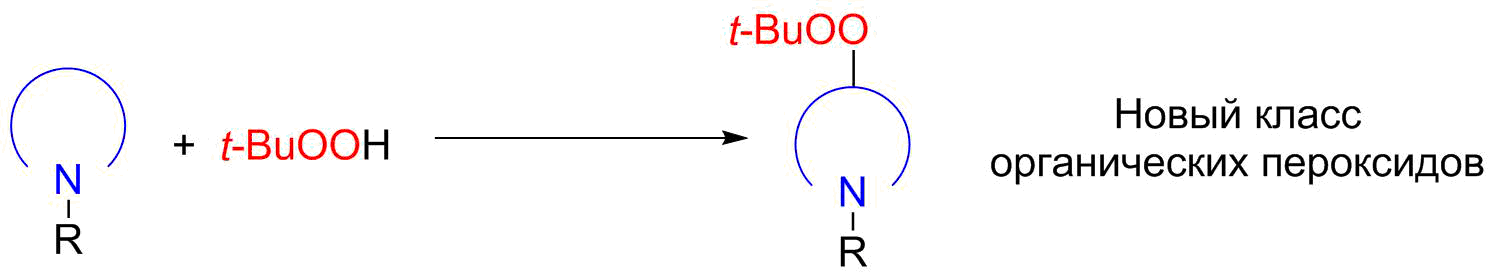 t-BuOO
N
R
+ t-BuOOH
N
R
Новый класс
органических пероксидов